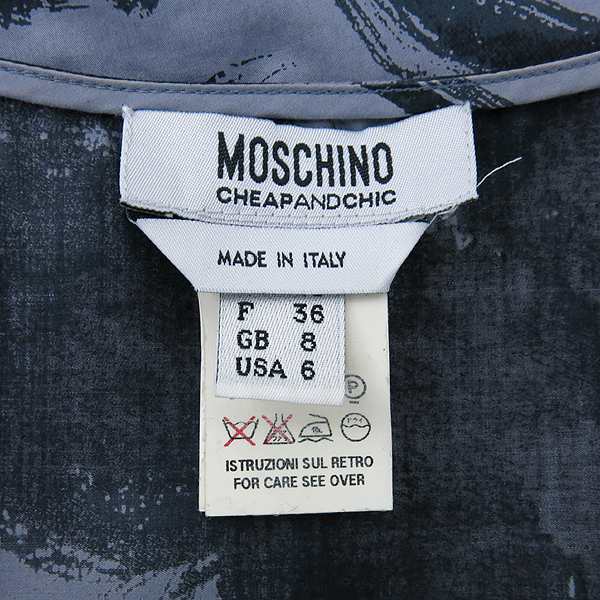 MOSCHINO
CHEAPANDCHIC
MADE IN ITALY
F 36
GB 8
USA 6
P
ISTRUZIONI SUL RETRO
FOR CARE SEE OVER